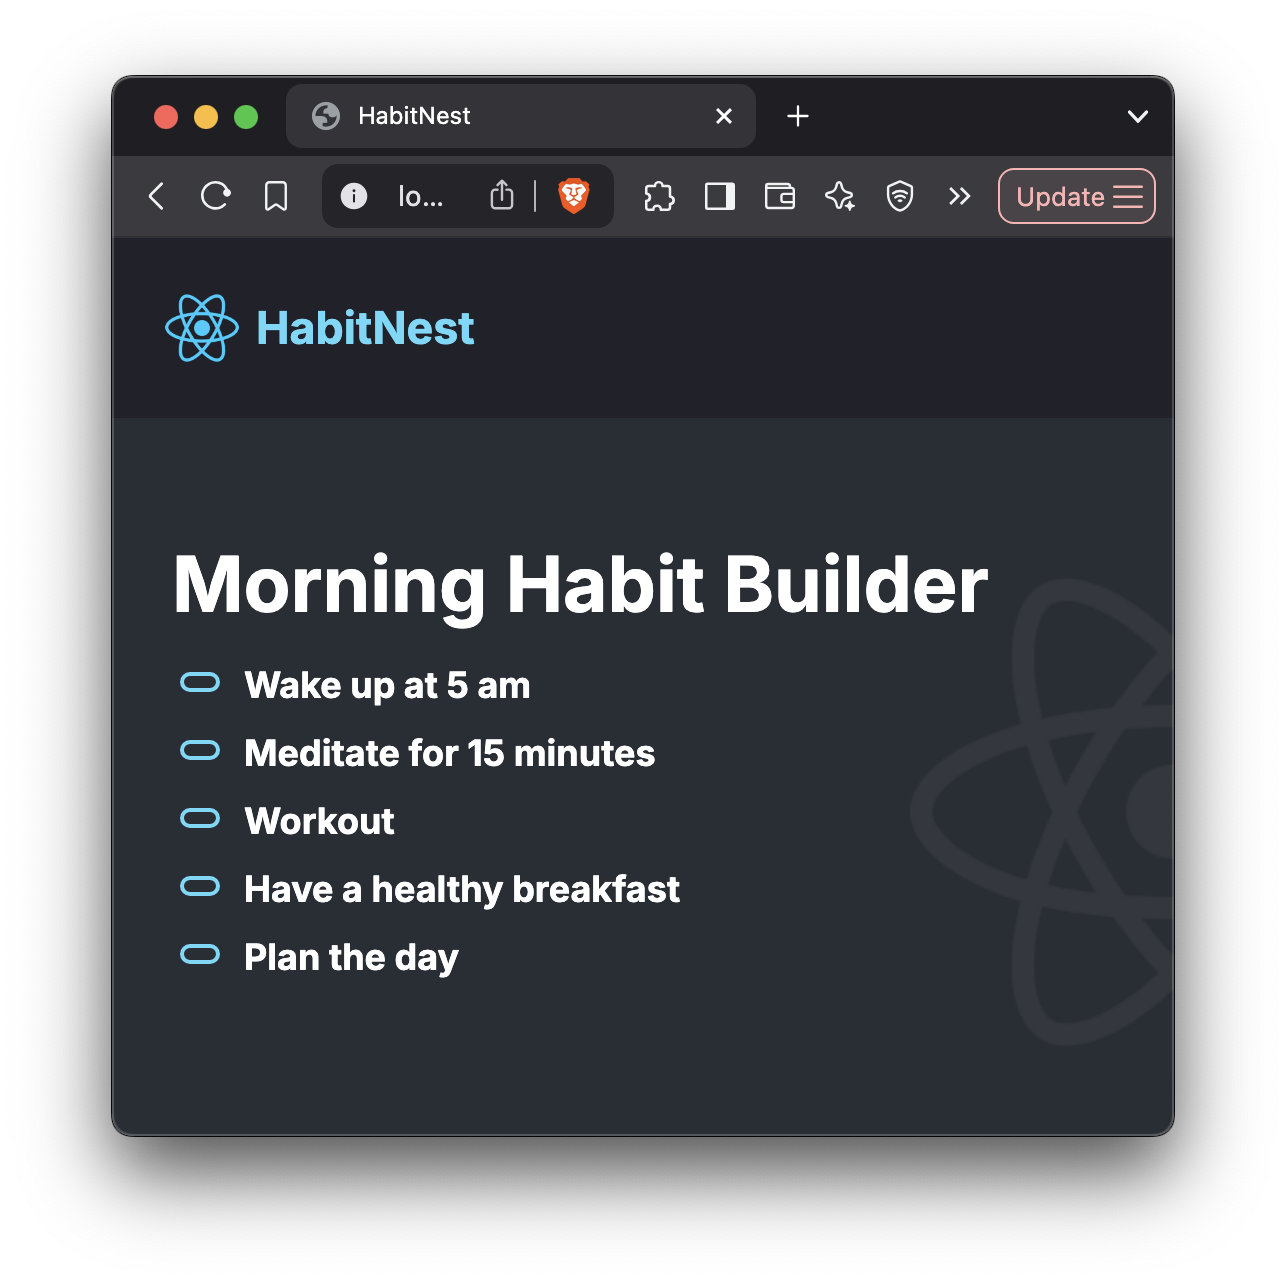 HabitNest
lo...
Update
HabitNest
Morning Habit Builder
Wake up at 5 am
Meditate for 15 minutes
Workout
Have a healthy breakfast
Plan the day